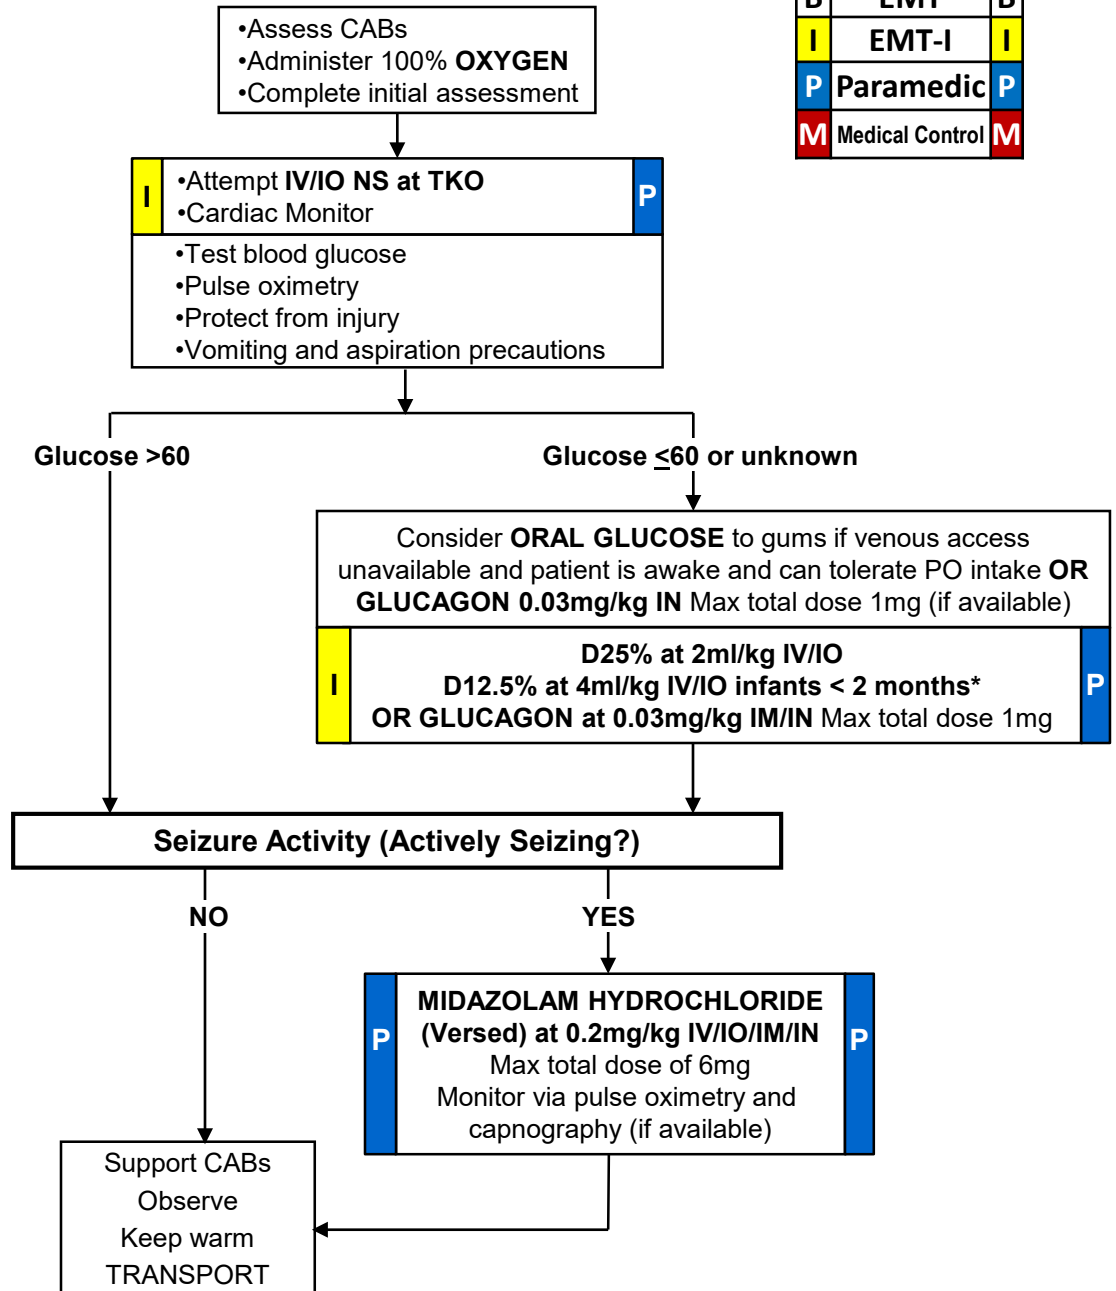 •Assess CABs
•Administer 100% OXYGEN
•Complete initial assessment
B EMT B
I EMT-I I
P Paramedic P
M Medical Control M
I
•Attempt IV/IO NS at TKO
•Cardiac Monitor
P
•Test blood glucose
•Pulse oximetry
•Protect from injury
•Vomiting and aspiration precautions
Glucose >60
Glucose <60 or unknown
Consider ORAL GLUCOSE to gums if venous access
unavailable and patient is awake and can tolerate PO intake OR
GLUCAGON 0.03mg/kg IN Max total dose 1mg (if available)
I
D25% at 2ml/kg IV/IO
D12.5% at 4ml/kg IV/IO infants < 2 months*
OR GLUCAGON at 0.03mg/kg IM/IN Max total dose 1mg
P
Seizure Activity (Actively Seizing?)
NO
YES
P
MIDAZOLAM HYDROCHLORIDE
(Versed) at 0.2mg/kg IV/IO/IM/IN
Max total dose of 6mg
Monitor via pulse oximetry and
capnography (if available)
P
Support CABs
Observe
Keep warm
TRANSPORT